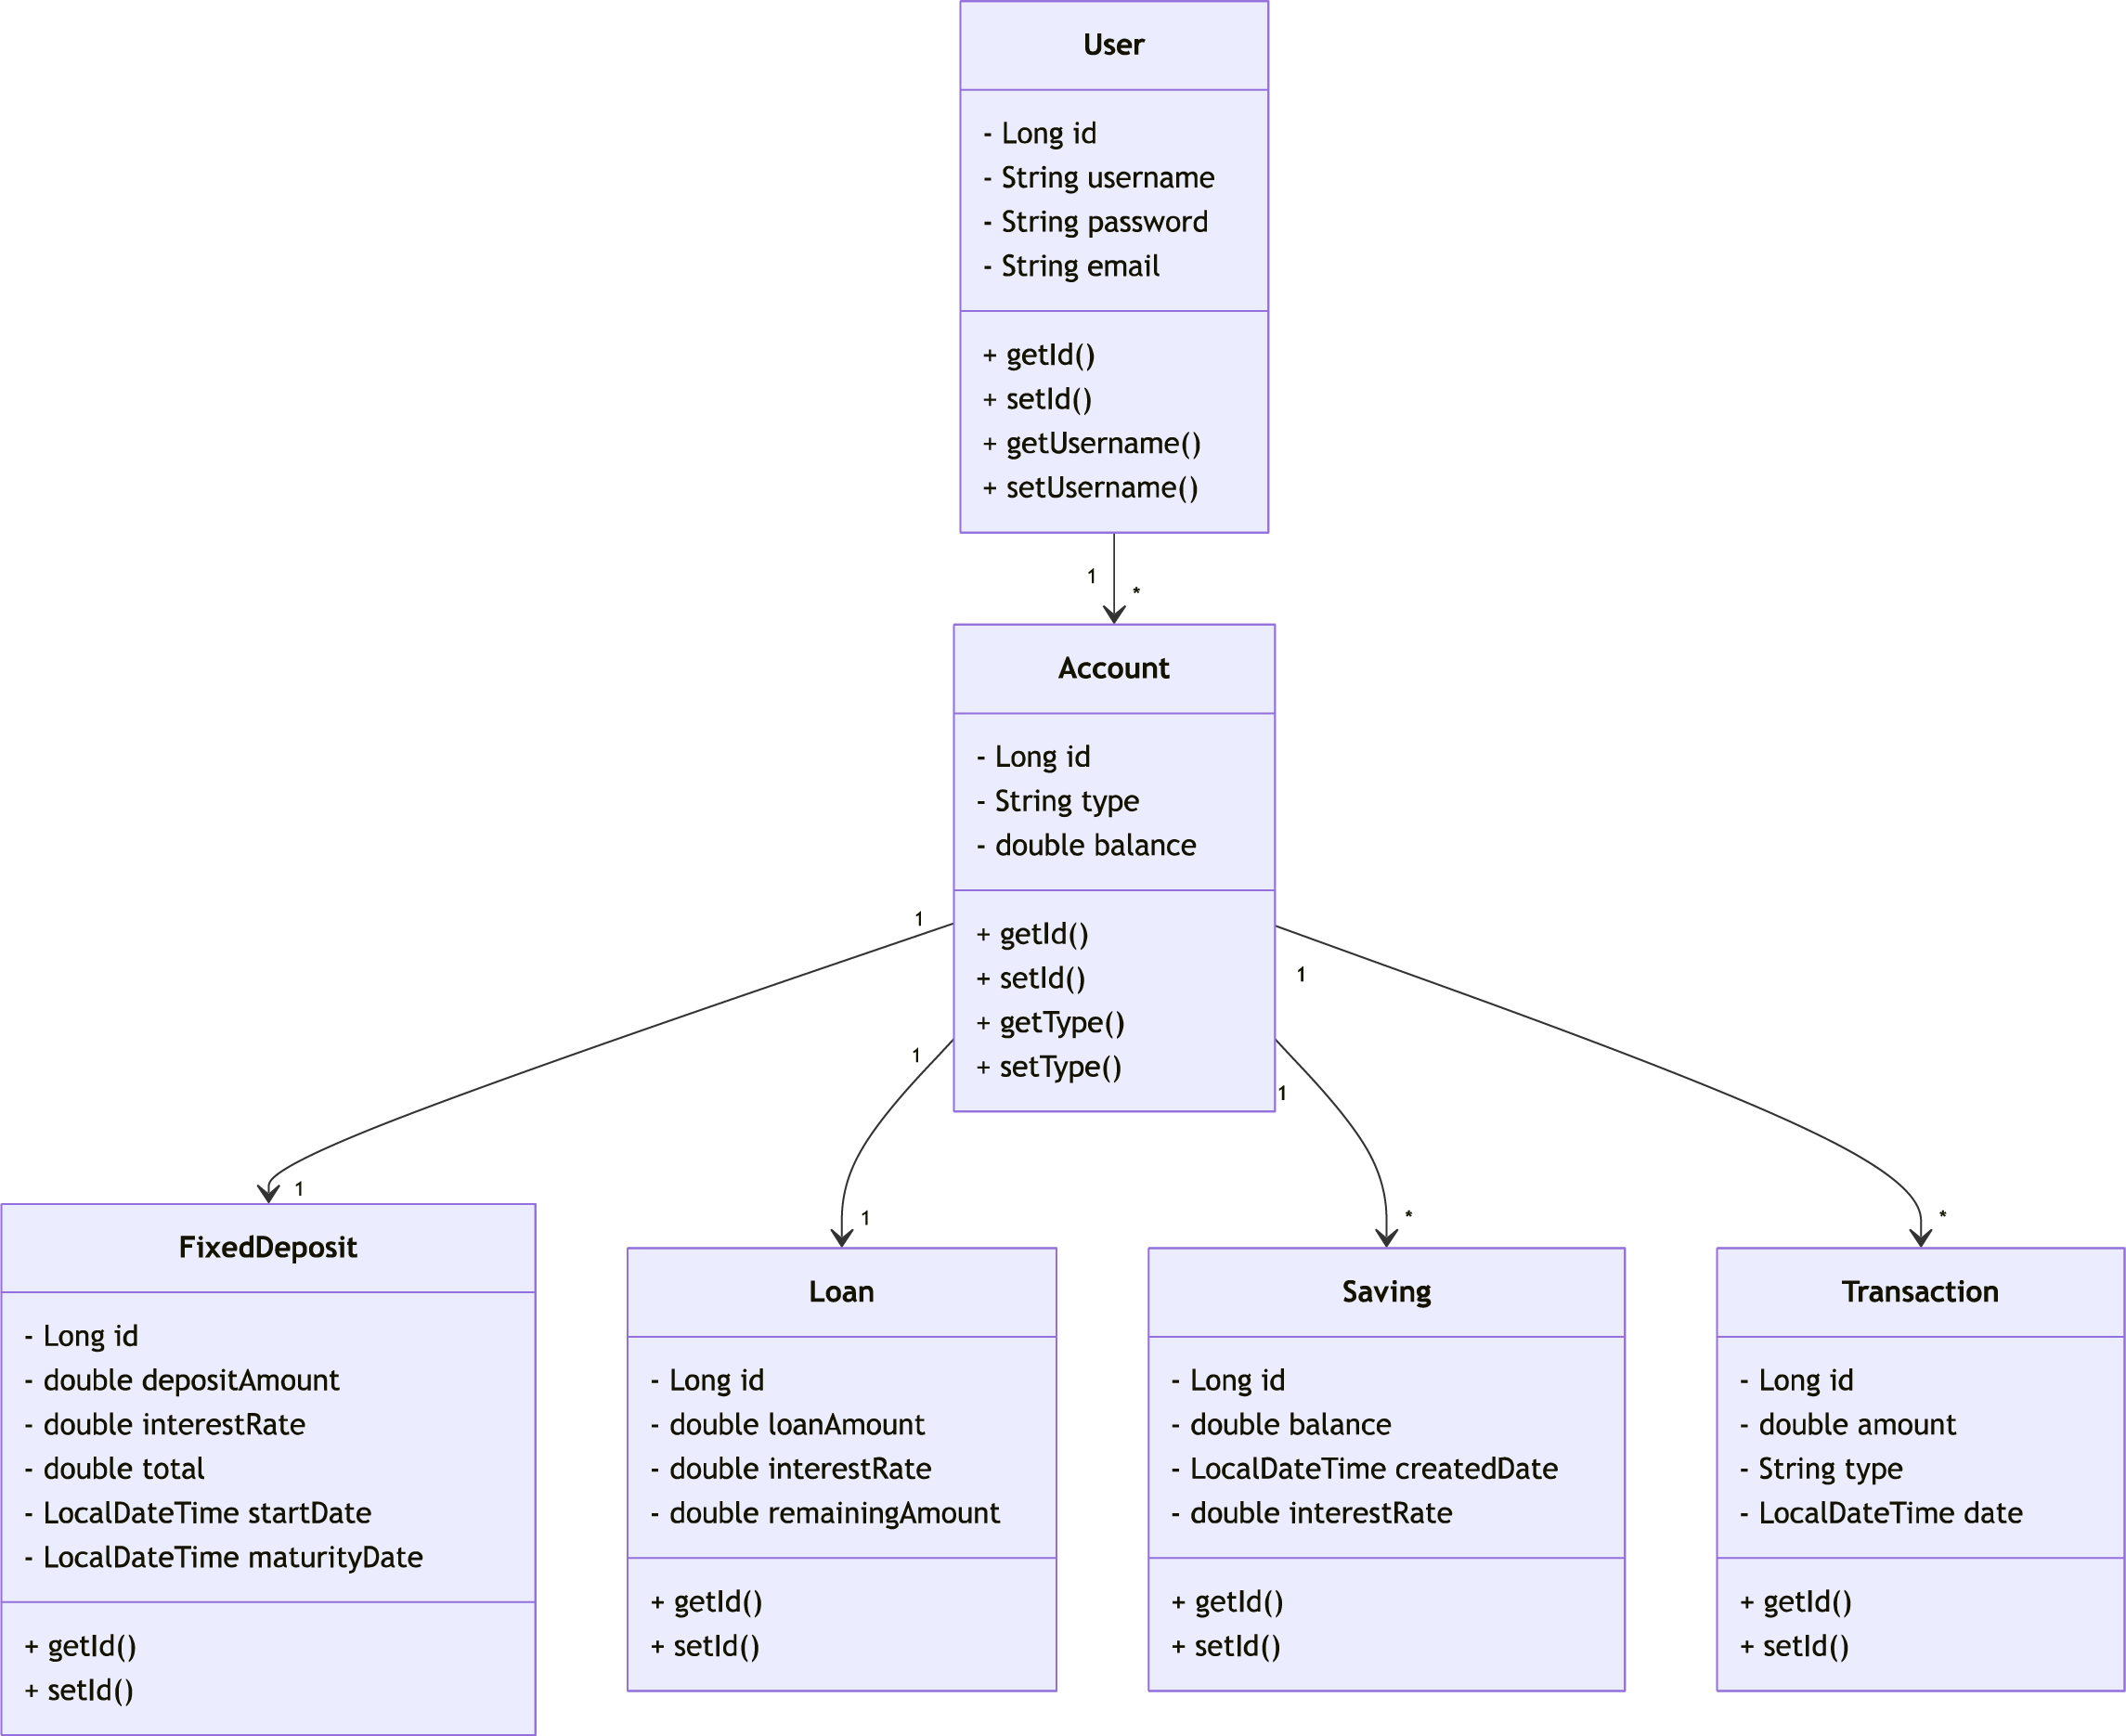 User
- Long id
- String username
- String password
- String email
+ getId()
+ setId()
+ getUsername()
+ setUsername()
1
*
Account
- Long id
- String type
- double balance
+ getId()
+ setId()
+ getType()
+ setType()
1
1
1
1
1
1
*
*
FixedDeposit
- Long id
- double depositAmount
- double interestRate
- double total
- LocalDateTime startDate
- LocalDateTime maturityDate
+ getId()
+ setId()
Loan
- Long id
- double loanAmount
- double interestRate
- double remainingAmount
+ getId()
+ setId()
Saving
- Long id
- double balance
- LocalDateTime createdDate
- double interestRate
+ getId()
+ setId()
Transaction
- Long id
- double amount
- String type
- LocalDateTime date
+ getId()
+ setId()